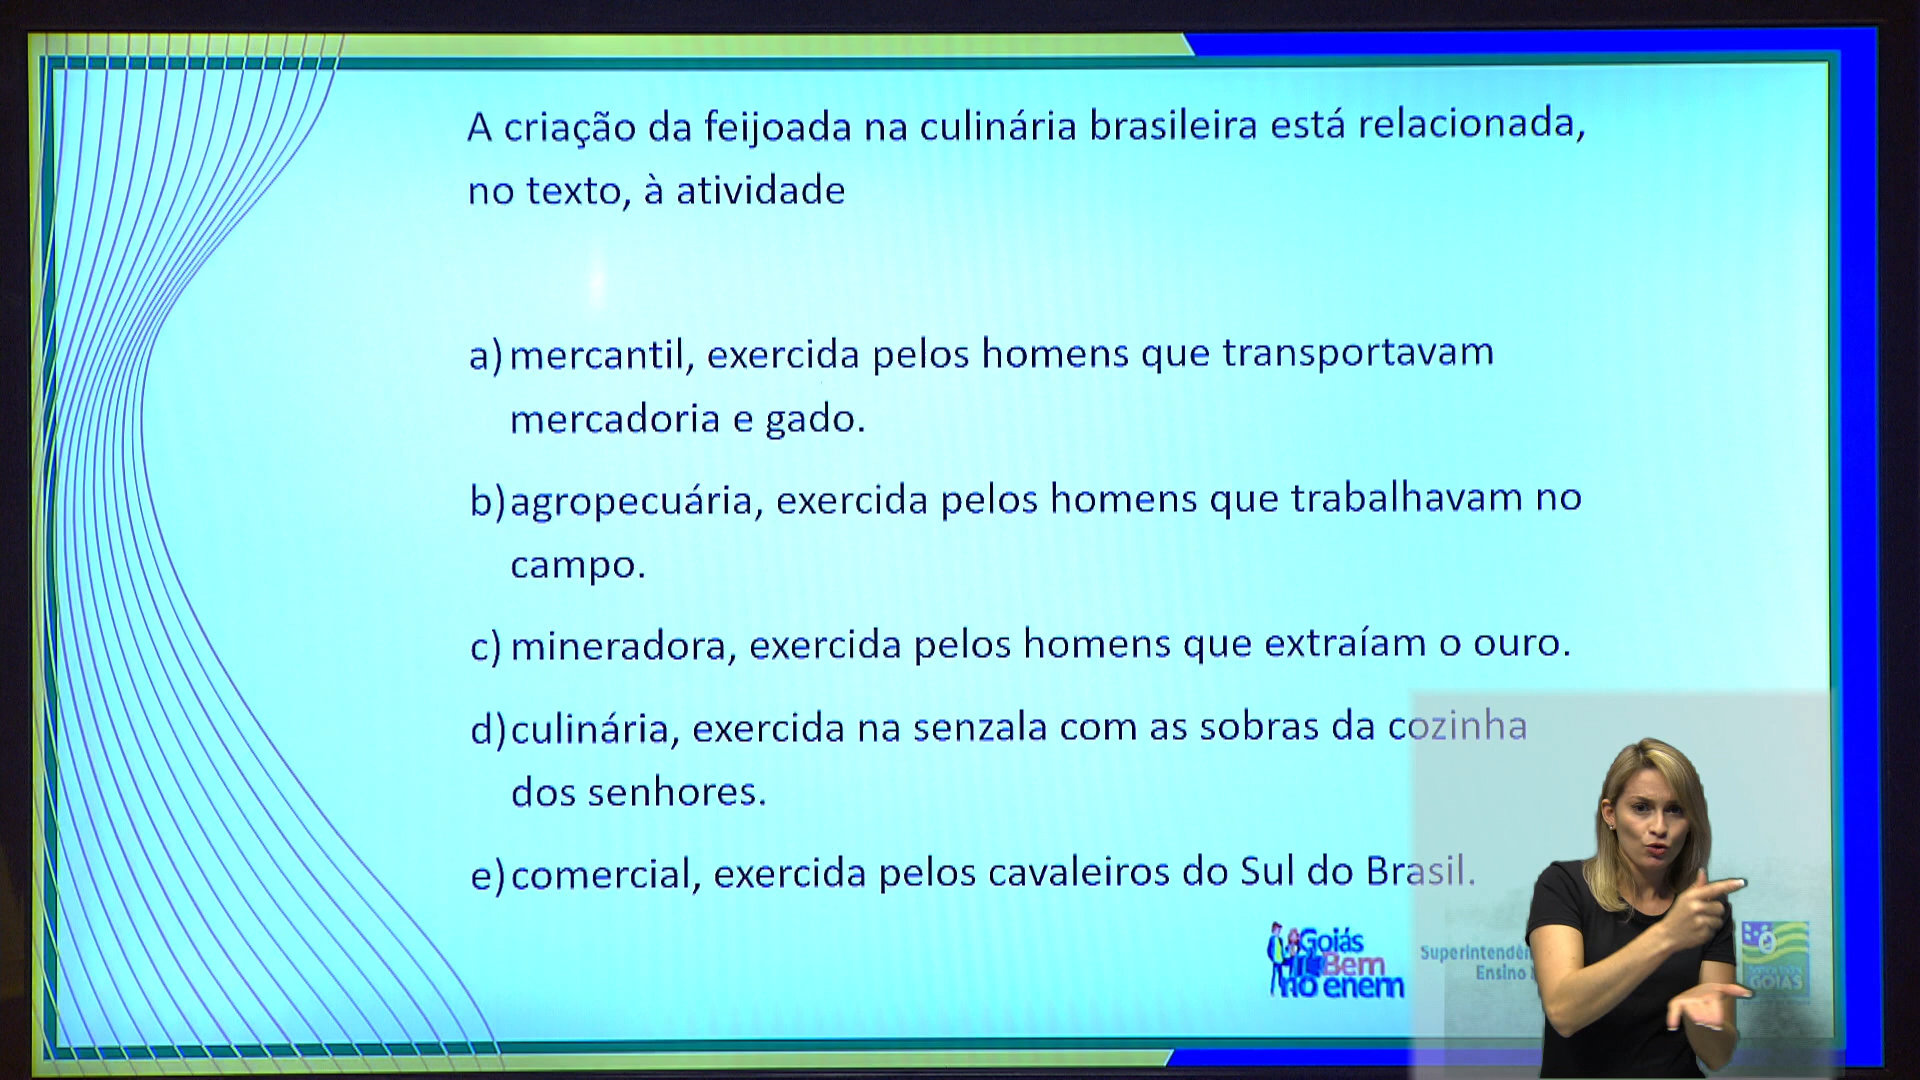 A criação da feijoada na culinária brasileira está relacionada,
no texto, à atividade
a) mercantil, exercida pelos homens que transportavam
mercadoria e gado.
b) agropecuária, exercida pelos homens que trabalhavam no
campo.
c) mineradora, exercida pelos homens que extraíam o ouro.
d) culinária, exercida na senzala com as sobras da cozinha
dos senhores.
e) comercial, exercida pelos cavaleiros do Sul do Brasil.
Goiás
Bem
no enem
Ensino
GOIÁS